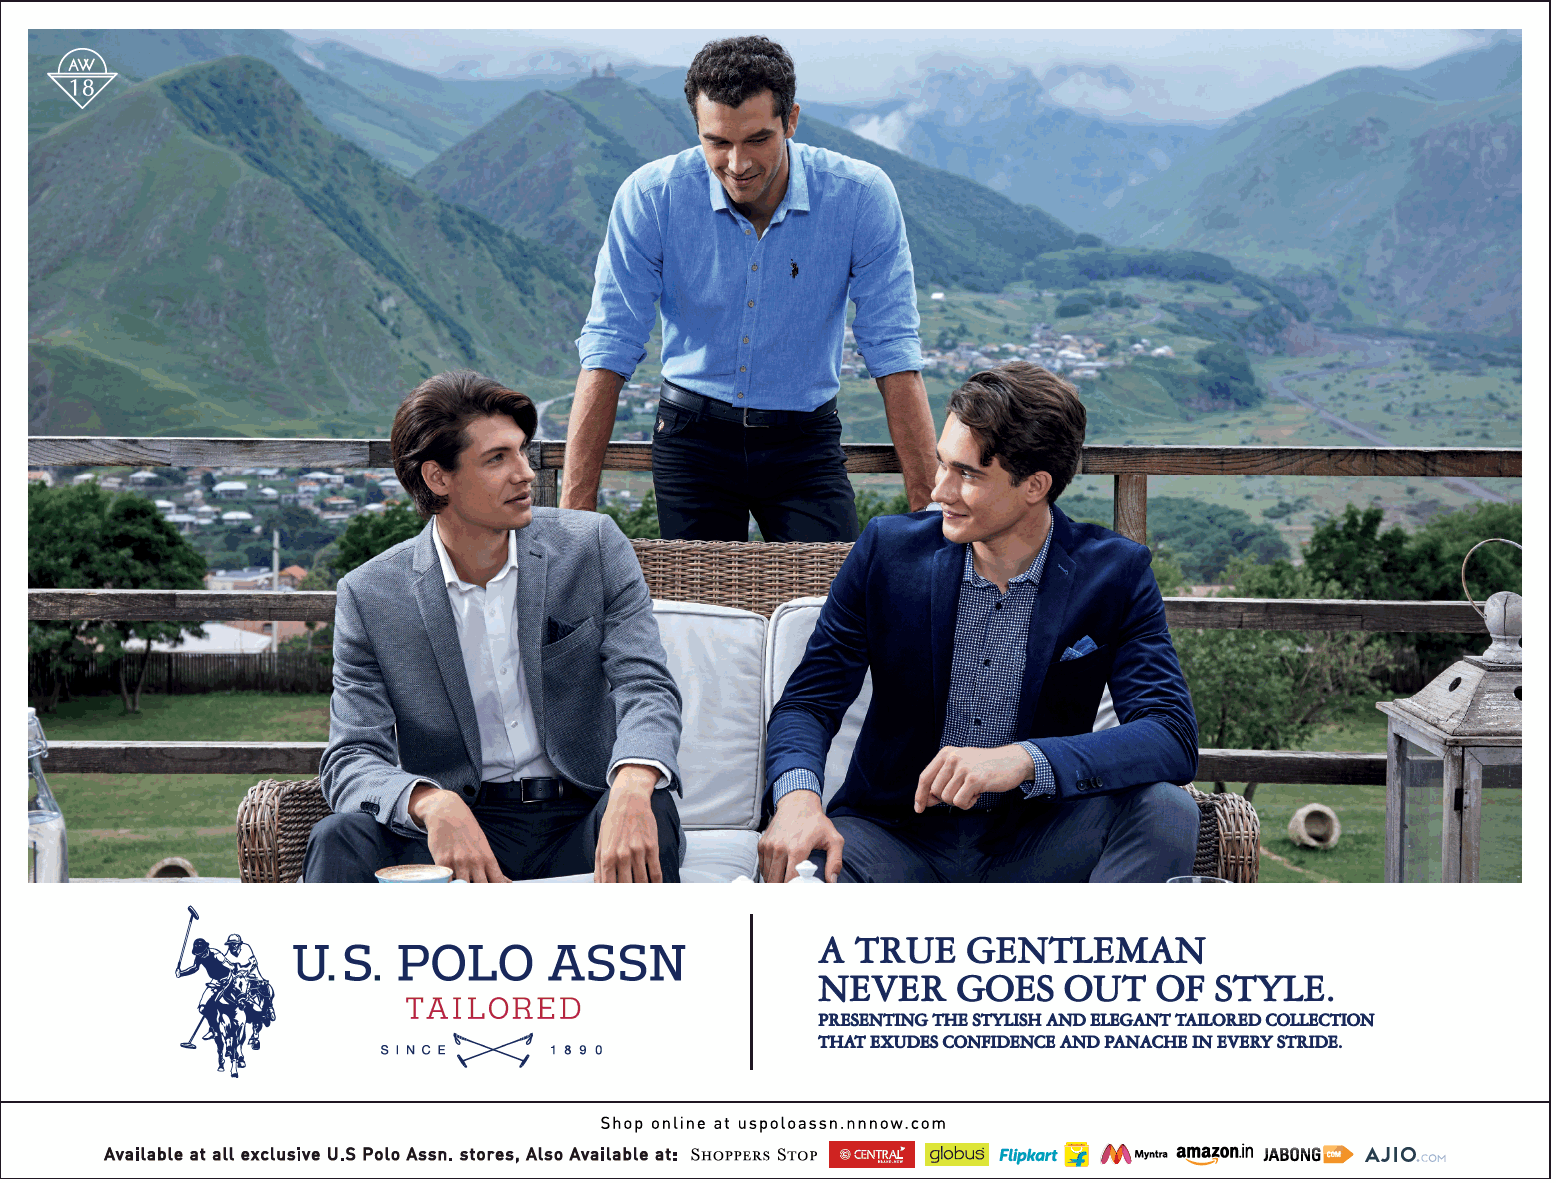 AW
18
U.S. POLO ASSN
TAILORED
SINCE 1890
A TRUE GENTLEMAN
NEVER GOES OUT OF STYLE.
PRESENTING THE STYLISH AND ELEGANT TAILORED COLLECTION
THAT EXUDES CONFIDENCE AND PANACHE IN EVERY STRIDE.
Shop online at uspoloassn.nnnow.com
Available at all exclusive U.S Polo Assn. stores, Also Available at: SHOPPERS STOP CENTRAL globus Flipkart Myntra amazon.in JABONG COM AJIO.COM